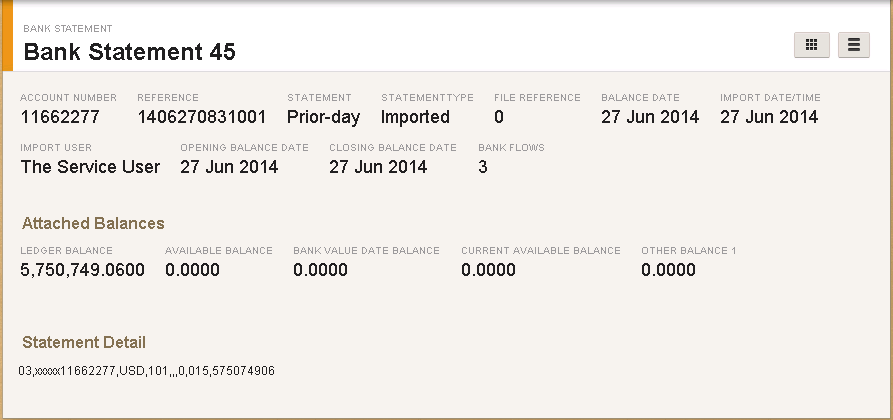 BANK STATEMENT
Bank Statement 45
ACCOUNT NUMBER REFERENCE STATEMENT STATEMENTTYPE FILE REFERENCE BALANCE DATE IMPORT DATE/TIME
11662277 1406270831001 Prior-day Imported 0 27 Jun 2014 27 Jun 2014
IMPORT USER OPENING BALANCE DATE CLOSING BALANCE DATE BANK FLOWS
The Service User 27 Jun 2014 27 Jun 2014 3
Attached Balances
LEDGER BALANCE AVAILABLE BALANCE BANK VALUE DATE BALANCE CURRENT AVAILABLE BALANCE OTHER BALANCE 1
5,750,749.0600 0.0000 0.0000 0.0000 0.0000
Statement Detail
03,xxxxx11662277,USD,101,,,0,015,575074906